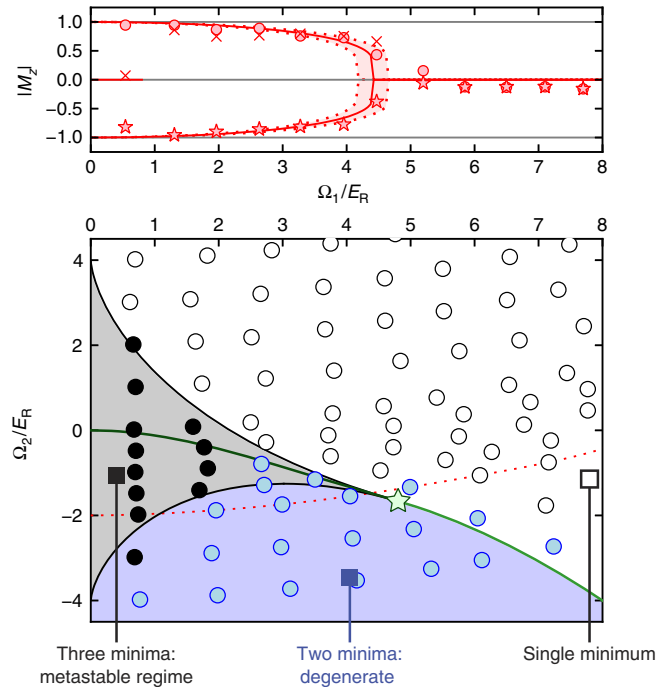 1.0
0.5
0.0
−0.5
−1.0
|M_z|
0 1 2 3 4 5 6 7 8
Ω₁/E_R
0 1 2 3 4 5 6 7 8
4
2
0
−2
−4
Ω₂/E_R
Three minima:
metastable regime
Two minima:
degenerate
Single minimum